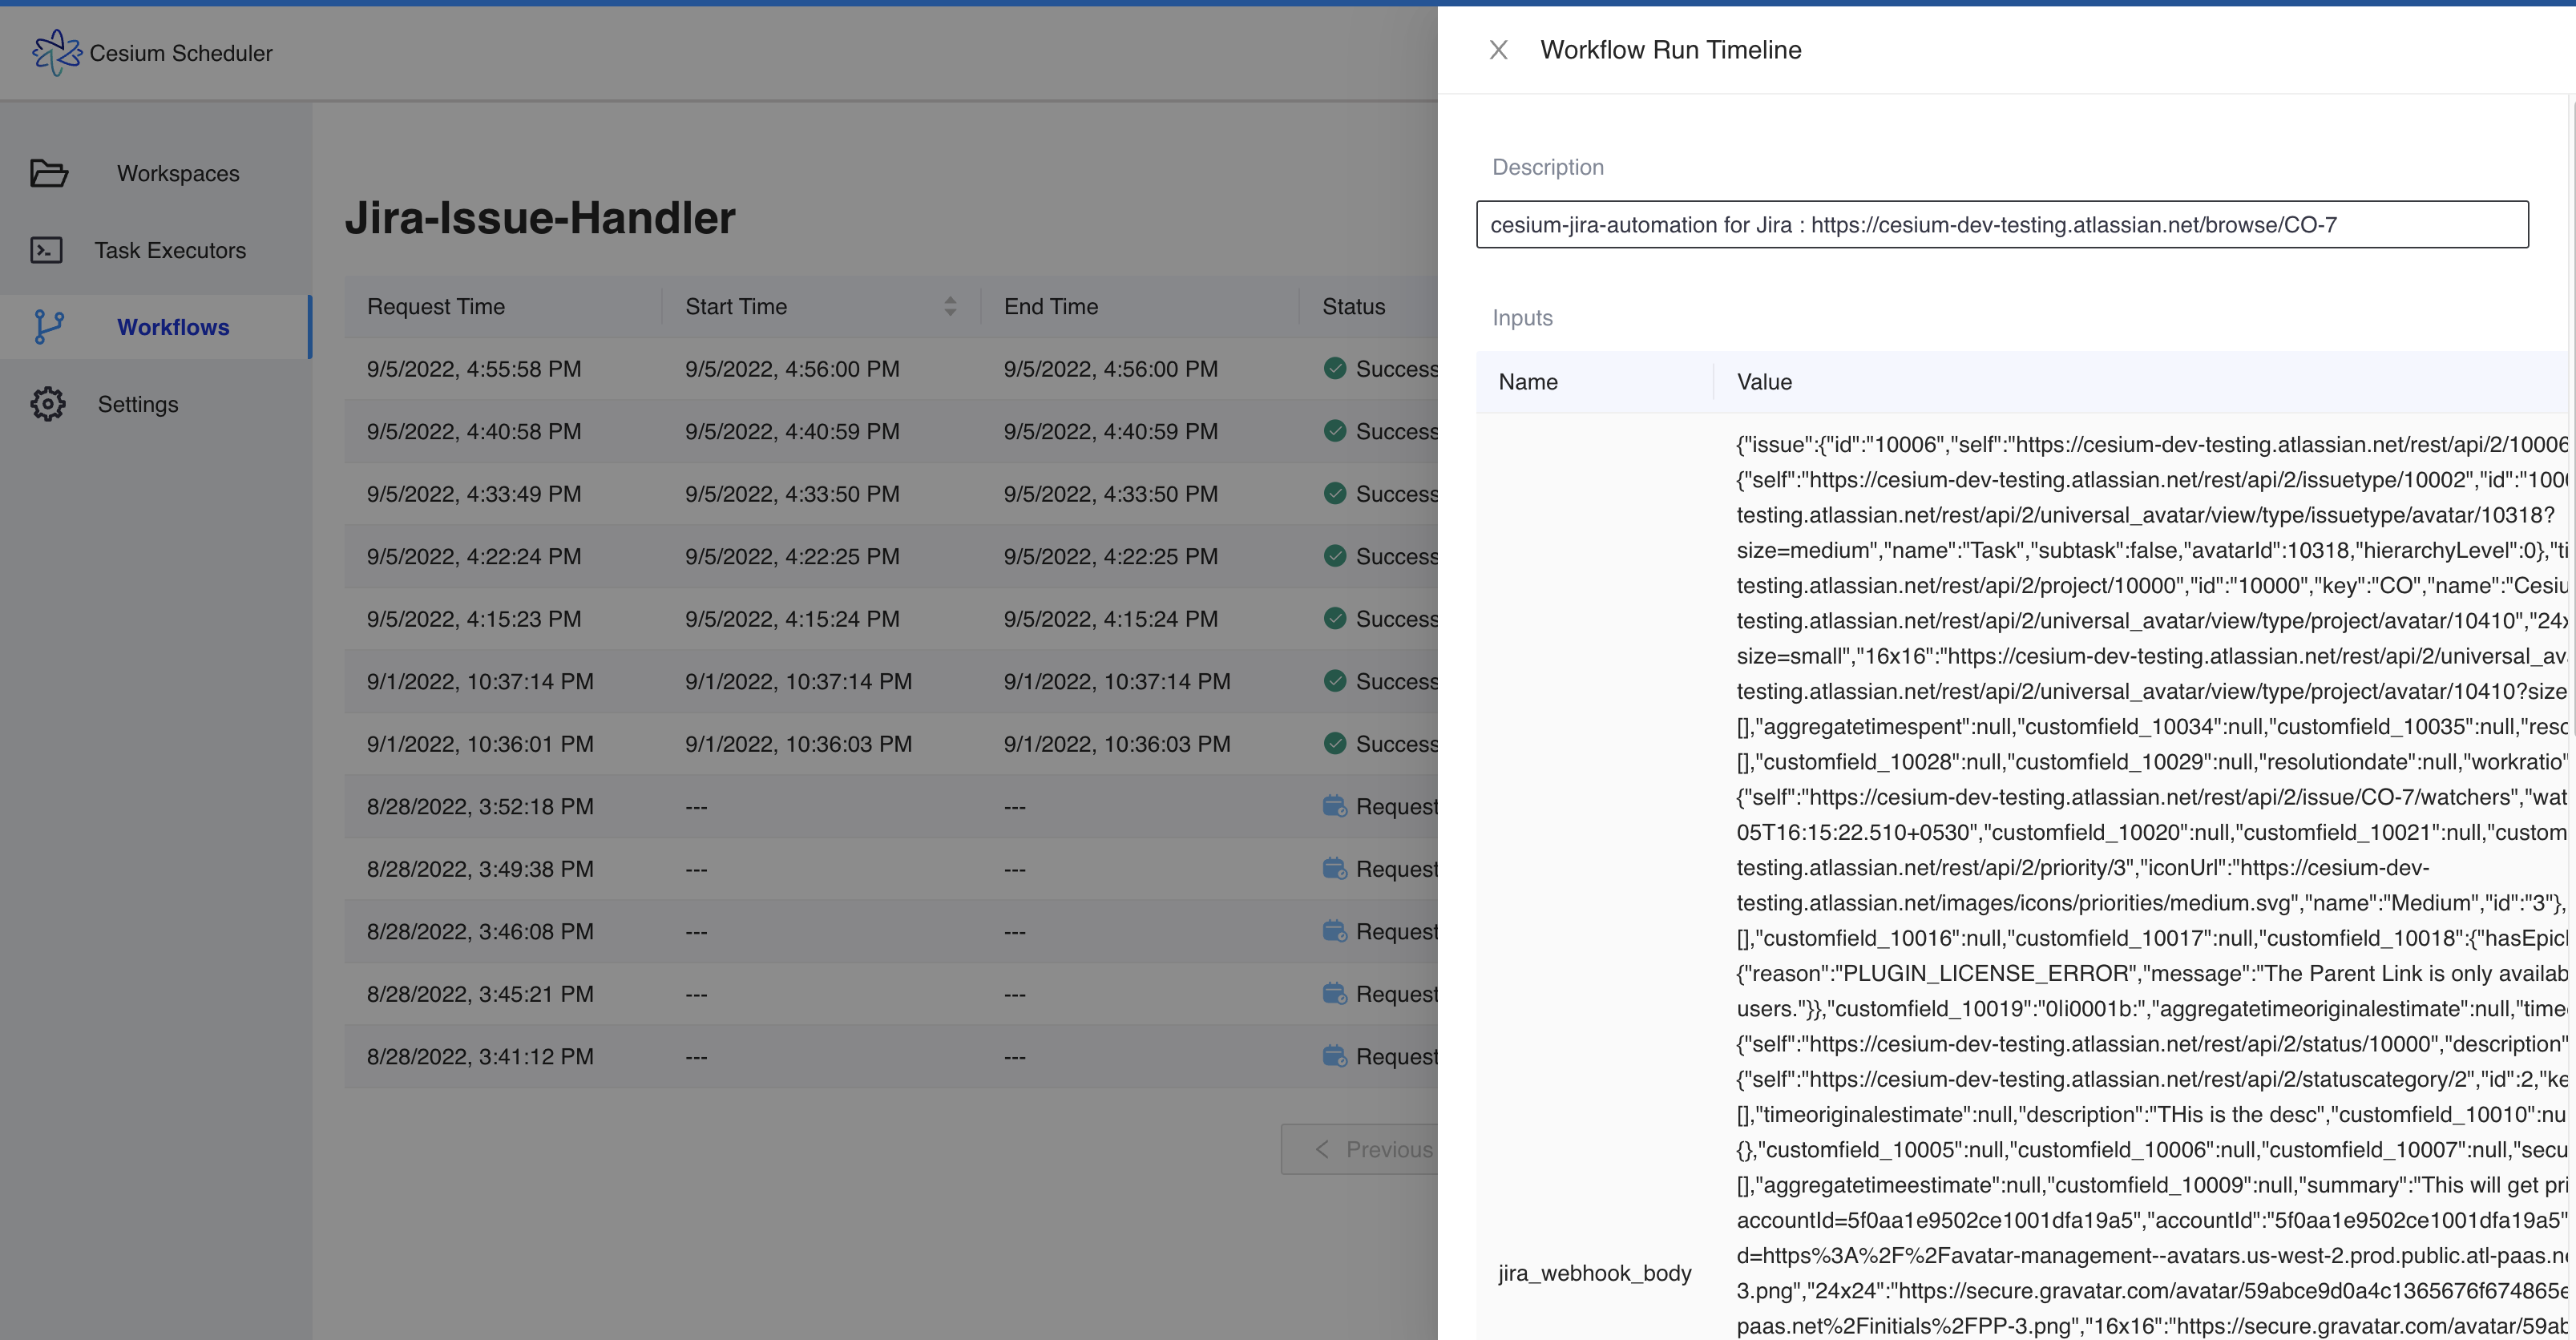 Cesium Scheduler
Workspaces
Task Executors
Workflows
Settings
Jira-Issue-Handler
Request Time Start Time End Time Status
9/5/2022, 4:55:58 PM 9/5/2022, 4:56:00 PM 9/5/2022, 4:56:00 PM Success
9/5/2022, 4:40:58 PM 9/5/2022, 4:40:59 PM 9/5/2022, 4:40:59 PM Success
9/5/2022, 4:33:49 PM 9/5/2022, 4:33:50 PM 9/5/2022, 4:33:50 PM Success
9/5/2022, 4:22:24 PM 9/5/2022, 4:22:25 PM 9/5/2022, 4:22:25 PM Success
9/5/2022, 4:15:23 PM 9/5/2022, 4:15:24 PM 9/5/2022, 4:15:24 PM Success
9/1/2022, 10:37:14 PM 9/1/2022, 10:37:14 PM 9/1/2022, 10:37:14 PM Success
9/1/2022, 10:36:01 PM 9/1/2022, 10:36:03 PM 9/1/2022, 10:36:03 PM Success
8/28/2022, 3:52:18 PM --- --- Request
8/28/2022, 3:49:38 PM --- --- Request
8/28/2022, 3:46:08 PM --- --- Request
8/28/2022, 3:45:21 PM --- --- Request
8/28/2022, 3:41:12 PM --- --- Request
Previous
Workflow Run Timeline
Description
cesium-jira-automation for Jira : https://cesium-dev-testing.atlassian.net/browse/CO-7
Inputs
Name Value
{"issue":{"id":"10006","self":"https://cesium-dev-testing.atlassian.net/rest/api/2/10006
{"self":"https://cesium-dev-testing.atlassian.net/rest/api/2/issuetype/10002","id":"100
testing.atlassian.net/rest/api/2/universal_avatar/view/type/issuetype/avatar/10318?
size=medium","name":"Task","subtask":false,"avatarId":10318,"hierarchyLevel":0},"ti
testing.atlassian.net/rest/api/2/project/10000","id":"10000","key":"CO","name":"Cesiu
testing.atlassian.net/rest/api/2/universal_avatar/view/type/project/avatar/10410","24x
size=small","16x16":"https://cesium-dev-testing.atlassian.net/rest/api/2/universal_av
testing.atlassian.net/rest/api/2/universal_avatar/view/type/project/avatar/10410?size
[],"aggregatetimespent":null,"customfield_10034":null,"customfield_10035":null,"reso
[],"customfield_10028":null,"customfield_10029":null,"resolutiondate":null,"workratio"
{"self":"https://cesium-dev-testing.atlassian.net/rest/api/2/issue/CO-7/watchers","wat
05T16:15:22.510+0530","customfield_10020":null,"customfield_10021":null,"custom
testing.atlassian.net/rest/api/2/priority/3","iconUrl":"https://cesium-dev-
testing.atlassian.net/images/icons/priorities/medium.svg","name":"Medium","id":"3"},
[],"customfield_10016":null,"customfield_10017":null,"customfield_10018":{"hasEpicl
{"reason":"PLUGIN_LICENSE_ERROR","message":"The Parent Link is only availab
users."}},"customfield_10019":"0|i0001b:","aggregatetimeoriginalestimate":null,"time
{"self":"https://cesium-dev-testing.atlassian.net/rest/api/2/status/10000","description"
{"self":"https://cesium-dev-testing.atlassian.net/rest/api/2/statuscategory/2","id":2,"ke
[],"timeoriginalestimate":null,"description":"THis is the desc","customfield_10010":nu
{},"customfield_10005":null,"customfield_10006":null,"customfield_10007":null,"secu
[],"aggregatetimeestimate":null,"customfield_10009":null,"summary":"This will get pri
accountId=5f0aa1e9502ce1001dfa19a5","accountId":"5f0aa1e9502ce1001dfa19a5"
d=https%3A%2F%2Favatar-management--avatars.us-west-2.prod.public.atl-paas.ne
jira_webhook_body
3.png","24x24":"https://secure.gravatar.com/avatar/59abce9d0a4c1365676f674865e
paas.net%2Finitials%2FPP-3.png","16x16":"https://secure.gravatar.com/avatar/59ab